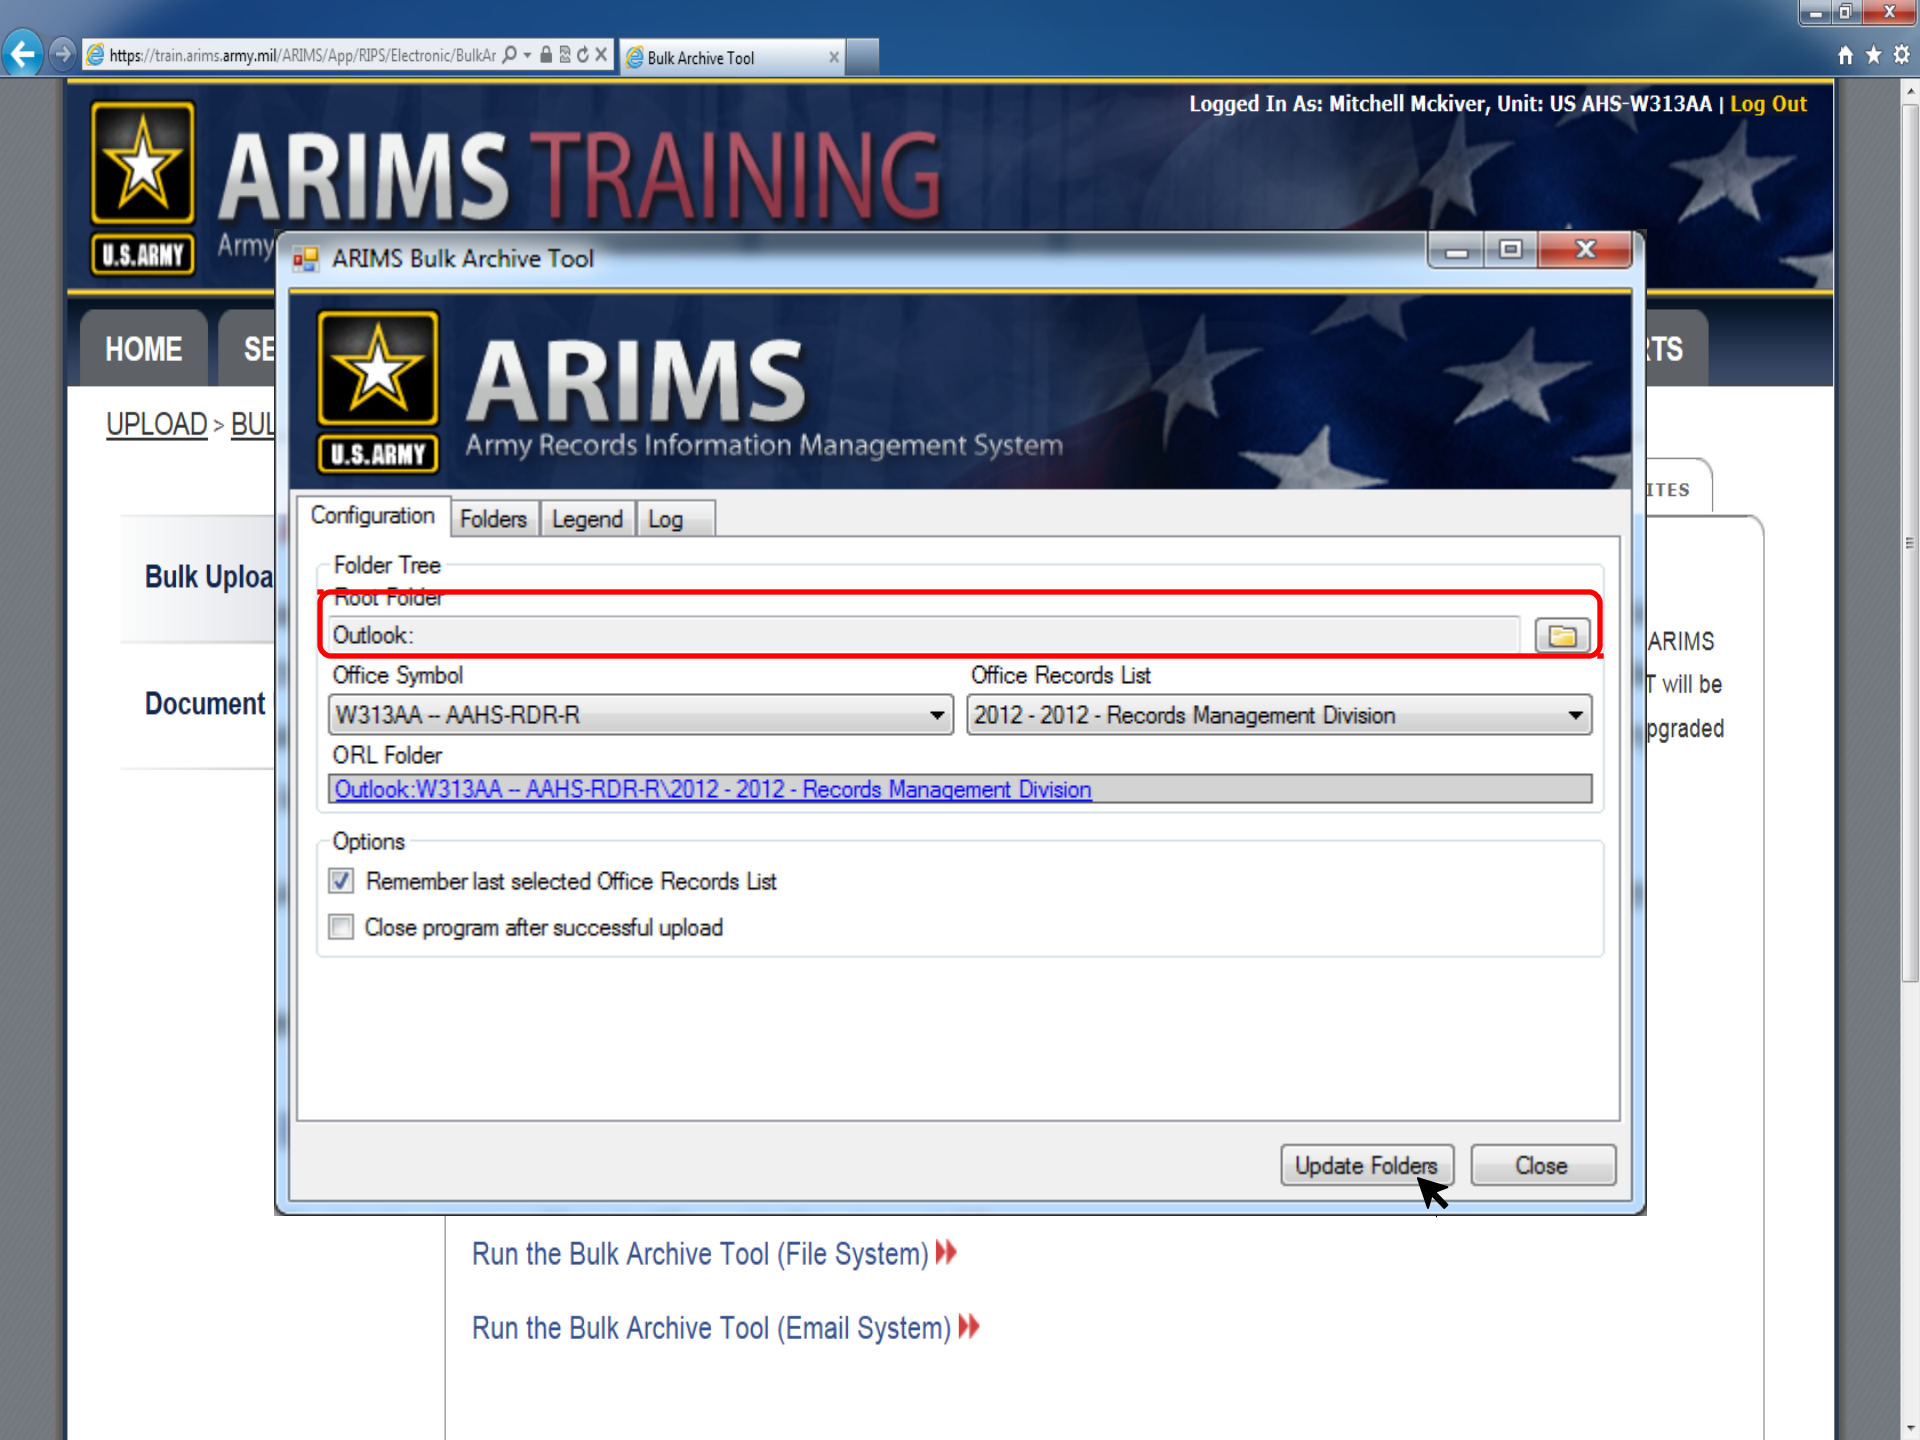 https://train.arims.army.mil/ARIMS/App/RIPS/Electronic/BulkAr
Bulk Archive Tool
Logged In As: Mitchell Mckiver, Unit: US AHS-W313AA | Log Out
ARIMS TRAINING
Army
U.S.ARMY
ARIMS Bulk Archive Tool
HOME
SE
RTS
ARIMS
Army Records Information Management System
U.S.ARMY
UPLOAD > BUL
ITES
Configuration
Folders
Legend
Log
Folder Tree
Bulk Uploa
Root Folder
Outlook:
ARIMS
Office Symbol
Office Records List
T will be
Document
W313AA -- AAHS-RDR-R
2012 - 2012 - Records Management Division
pgraded
ORL Folder
Outlook:W313AA -- AAHS-RDR-R\2012 - 2012 - Records Management Division
Options
Remember last selected Office Records List
Close program after successful upload
Update Folders
Close
Run the Bulk Archive Tool (File System)
Run the Bulk Archive Tool (Email System)